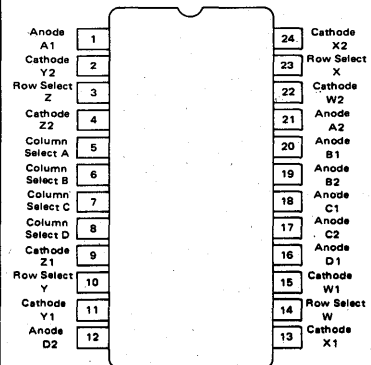 Anode
A1
1
Cathode
Y2
2
Row Select
Z
3
Cathode
Z2
4
Column
Select A
5
Column
Select B
6
Column
Select C
7
Column
Select D
8
Cathode
Z1
9
Row Select
Y
10
Cathode
Y1
11
Anode
D2
12
24
Cathode
X2
23
Row Select
X
22
Cathode
W2
21
Anode
A2
20
Anode
B1
19
Anode
B2
18
Anode
C1
17
Anode
C2
16
Anode
D1
15
Cathode
W1
14
Row Select
W
13
Cathode
X1